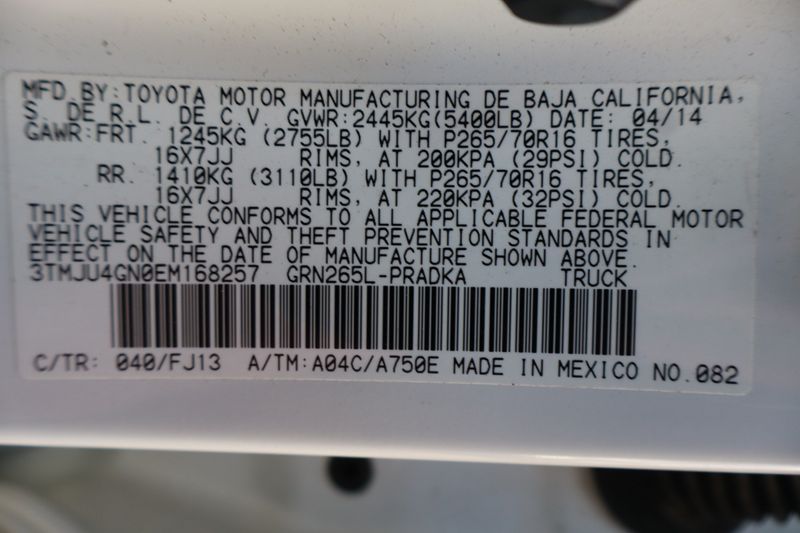 MFD. BY: TOYOTA MOTOR MANUFACTURING DE BAJA CALIFORNIA,
S. DE R.L. DE C.V. GVWR:2445KG(5400LB) DATE: 04/14
GAWR:FRT. 1245KG (2755LB) WITH P265/70R16 TIRES,
16X7JJ RIMS, AT 200KPA (29PSI) COLD.
RR. 1410KG (3110LB) WITH P265/70R16 TIRES,
16X7JJ RIMS, AT 220KPA (32PSI) COLD.
THIS VEHICLE CONFORMS TO ALL APPLICABLE FEDERAL MOTOR
VEHICLE SAFETY AND THEFT PREVENTION STANDARDS IN
EFFECT ON THE DATE OF MANUFACTURE SHOWN ABOVE.
3TMJU4GN0EM168257 GRN265L-PRADKA TRUCK
C/TR: 040/FJ13 A/TM:A04C/A750E MADE IN MEXICO NO.082